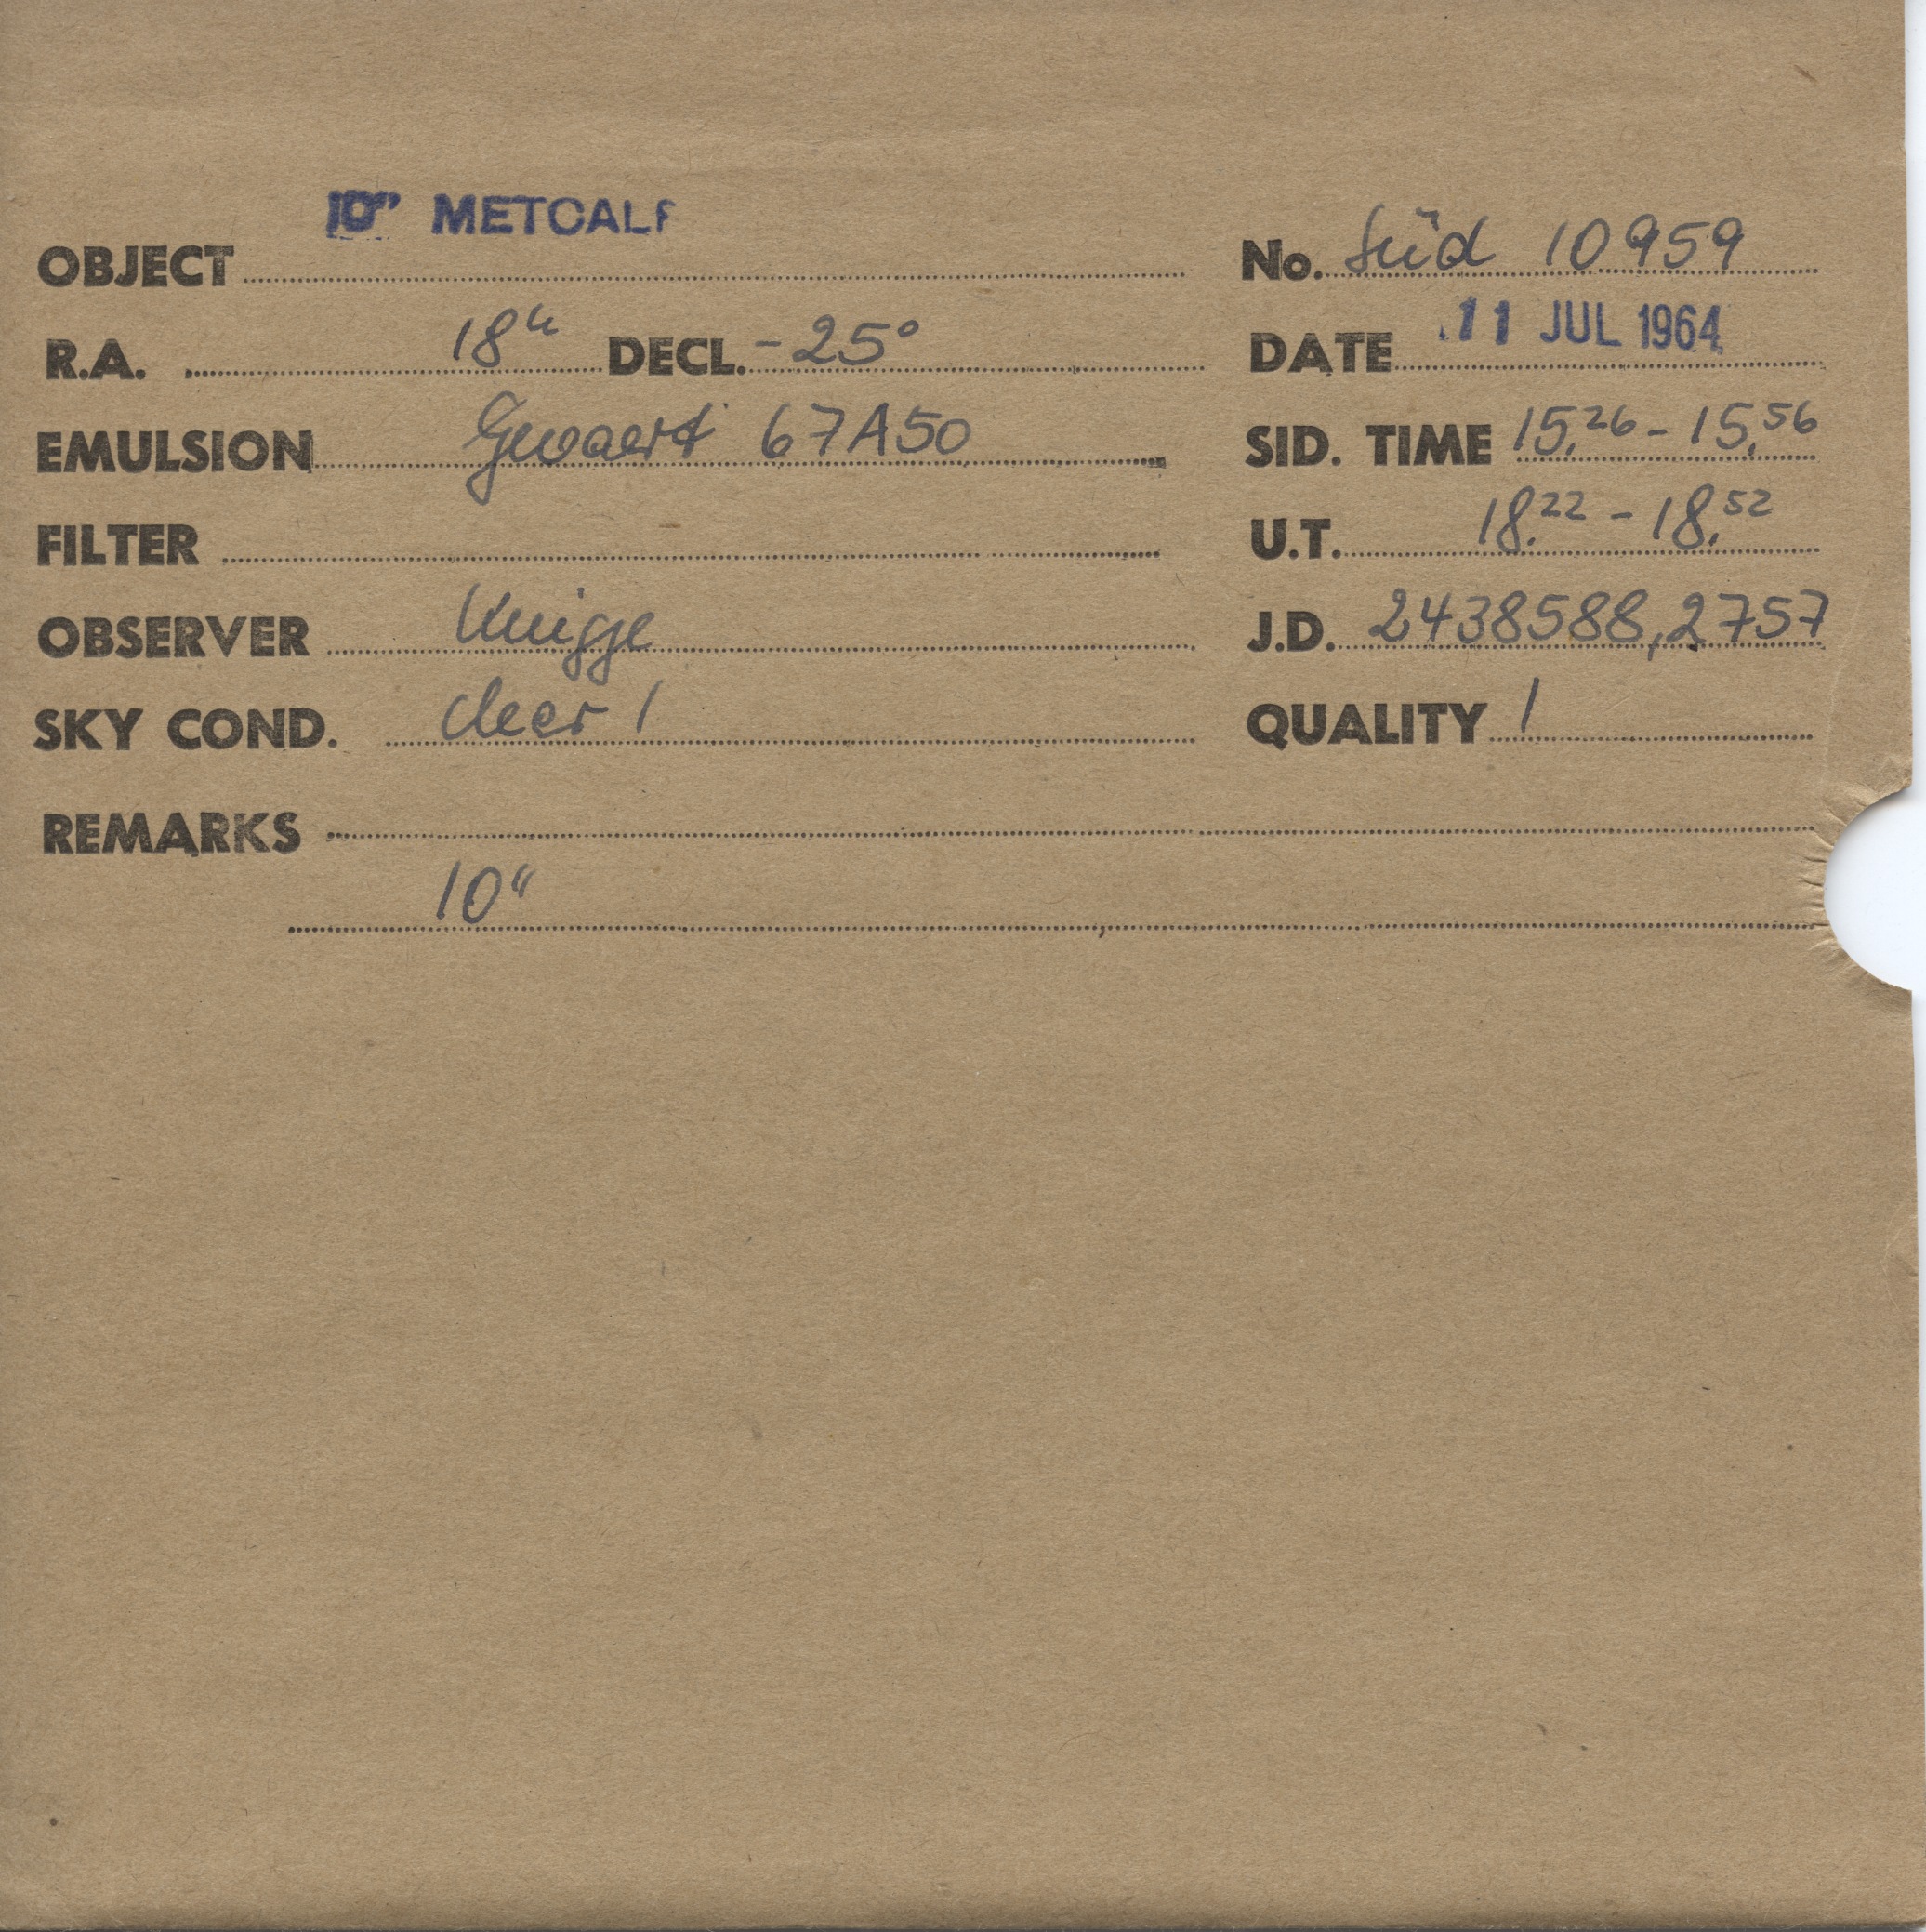 10" METCALF
OBJECT No. Süd 10959
R.A. 18h DECL. -25° DATE 11 JUL 1964
EMULSION Gevaert 67A50 SID. TIME 15.26 - 15.56
FILTER U.T. 18.22 - 18.52
OBSERVER Knigge J.D. 2438588,2757
SKY COND. clear 1 QUALITY 1
REMARKS
10"